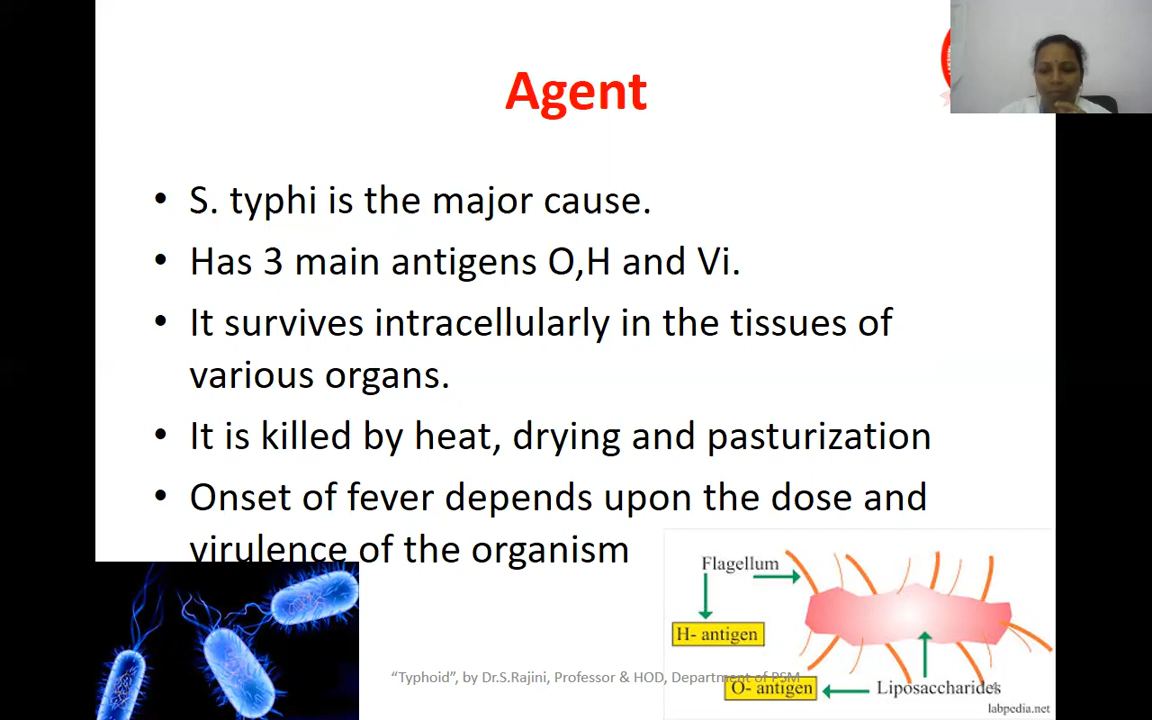 Agent
• S. typhi is the major cause.
• Has 3 main antigens O,H and Vi.
• It survives intracellularly in the tissues of
various organs.
• It is killed by heat, drying and pasturization
• Onset of fever depends upon the dose and
virulence of the organism
Flagellum
H- antigen
“Typhoid”, by Dr.S.Rajini, Professor & HOD, Department of PSM
O- antigen
Liposaccharides
labpedia.net